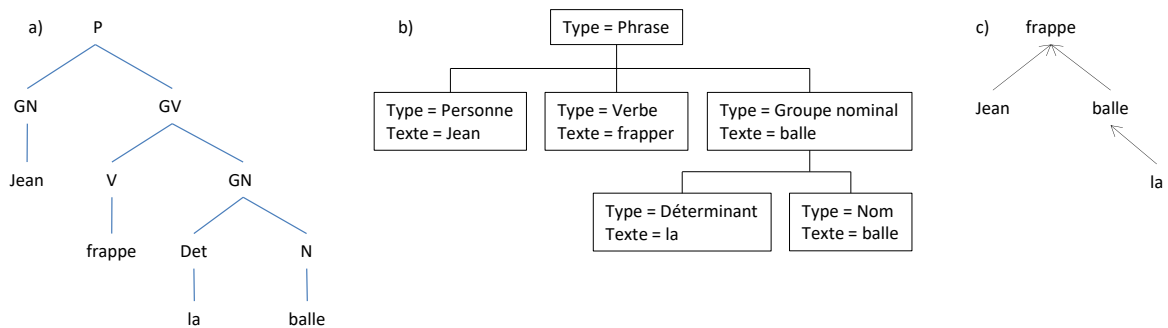 a)
P
GN
GV
Jean
V
GN
frappe
Det
N
la
balle
b)
Type = Phrase
Type = Personne
Texte = Jean
Type = Verbe
Texte = frapper
Type = Groupe nominal
Texte = balle
Type = Déterminant
Texte = la
Type = Nom
Texte = balle
c)
frappe
Jean
balle
la